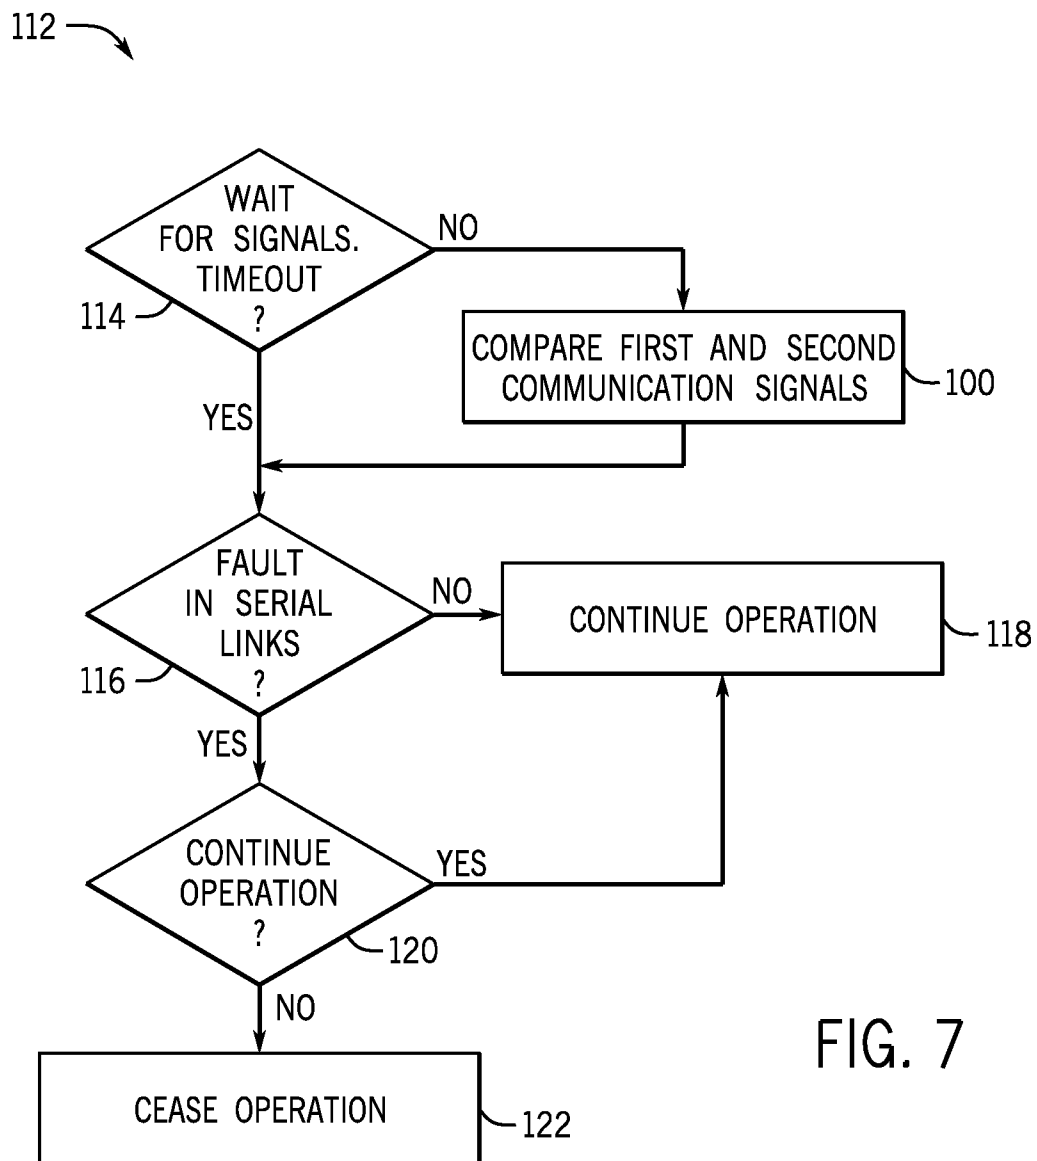 112
WAIT
FOR SIGNALS.
TIMEOUT
?
114
NO
COMPARE FIRST AND SECOND
COMMUNICATION SIGNALS
100
YES
FAULT
IN SERIAL
LINKS
?
116
NO
CONTINUE OPERATION
118
YES
CONTINUE
OPERATION
?
120
YES
NO
CEASE OPERATION
122
FIG. 7